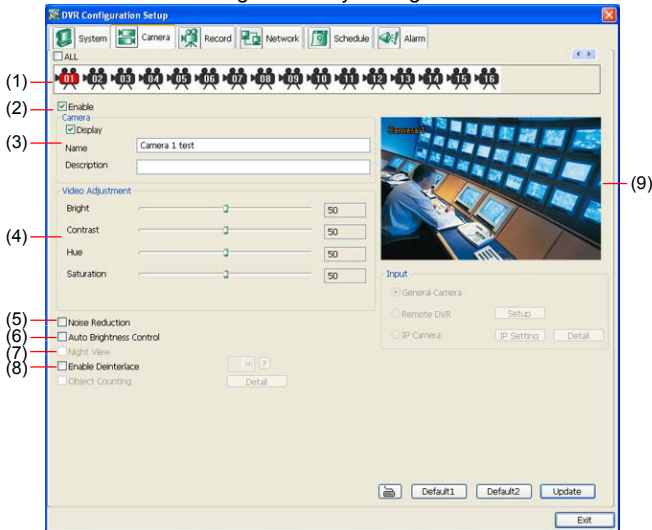 DVR Configuration Setup
System Camera Record Network Schedule Alarm
ALL
(1)
01 02 03 04 05 06 07 08 09 10 11 12 13 14 15 16
(2)
Enable
Camera
Display
(3)
Name Camera 1 test
Description
Camera 1
(9)
Video Adjustment
Bright 50
Contrast 50
(4)
Hue 50
Saturation 50
Input
General Camera
Remote DVR Setup
IP Camera IP Setting Detail
(5) Noise Reduction
(6) Auto Brightness Control
(7) Night View
(8) Enable Deinterlace ?
Object Counting Detail
Default1 Default2 Update
Exit